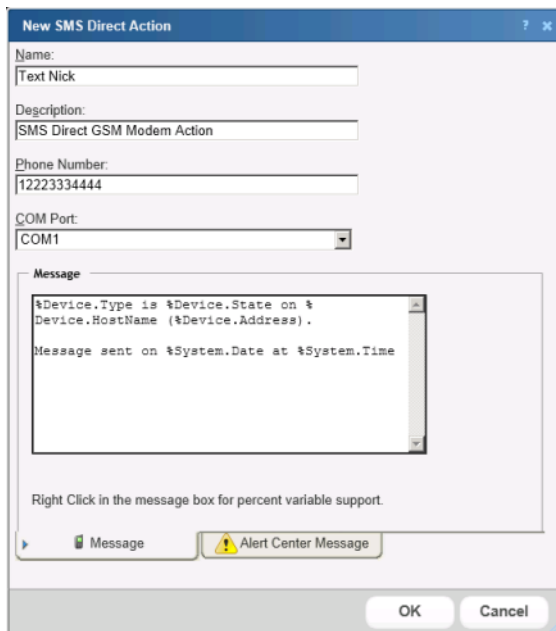 New SMS Direct Action ? ×
Name:
Text Nick
Description:
SMS Direct GSM Modem Action
Phone Number:
12223334444
COM Port:
COM1
Message
%Device.Type is %Device.State on %
Device.HostName (%Device.Address).
Message sent on %System.Date at %System.Time
Right Click in the message box for percent variable support.
Message
Alert Center Message
OK Cancel